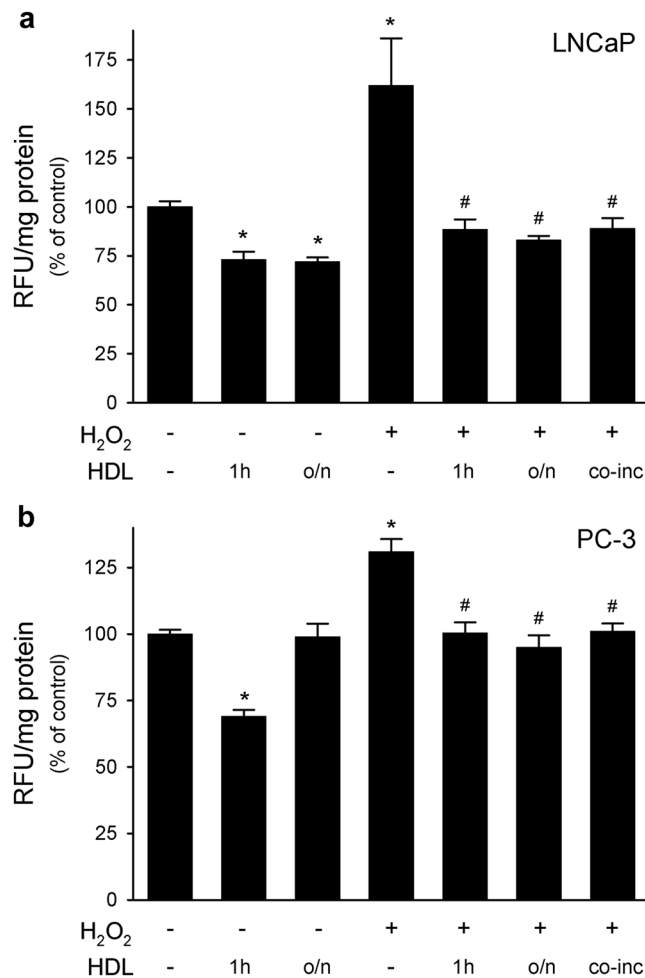 a
LNCaP
*
175
150
125
100
75
50
25
0
RFU/mg protein
(% of control)
* * # # #
H₂O₂ - - - + + + +
HDL - 1h o/n - 1h o/n co-inc
b
PC-3
*
125
100
75
50
25
0
RFU/mg protein
(% of control)
* # # #
H₂O₂ - - - + + + +
HDL - 1h o/n - 1h o/n co-inc